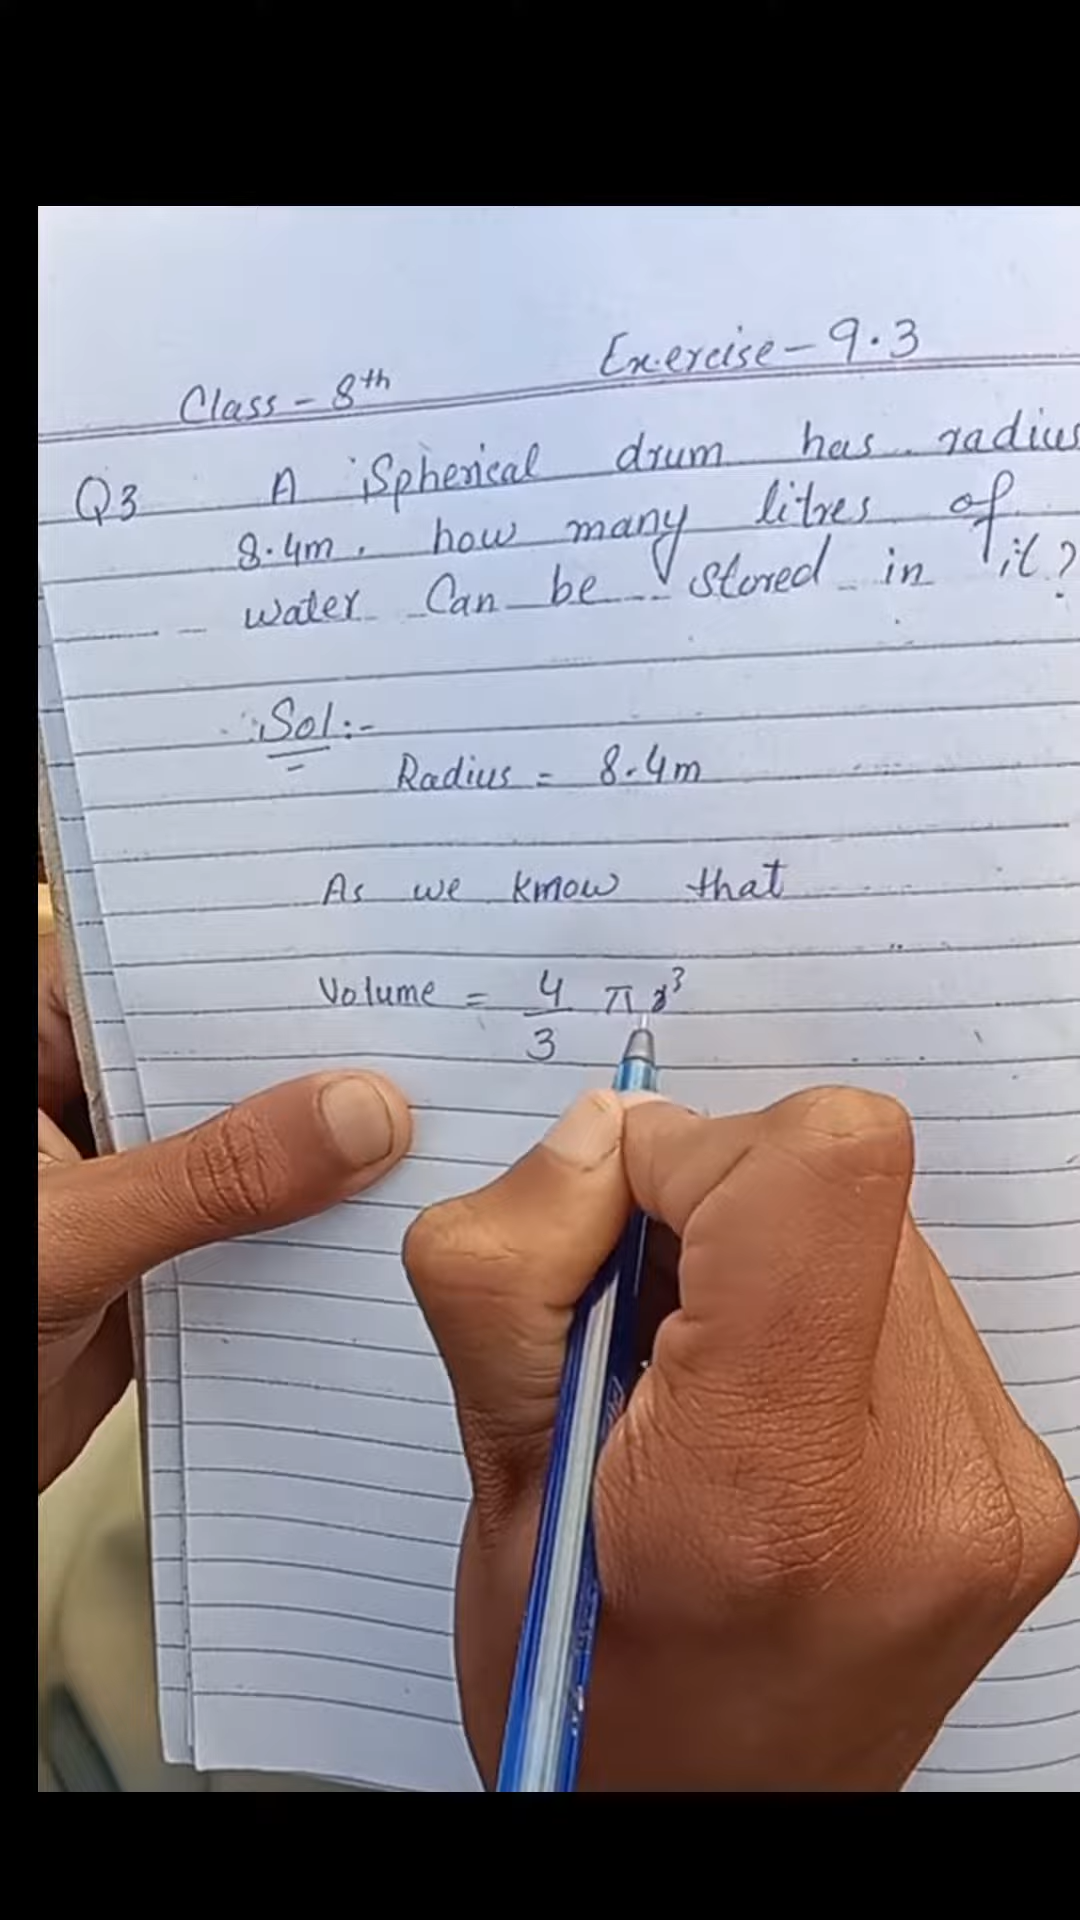 Exercise - 9.3
Class - 8th
Q3 A Spherical drum has radius
8.4m. how many litres of
water Can be stored in it?
Sol:-
Radius = 8.4m
As we know that
Volume = 4/3 πr³